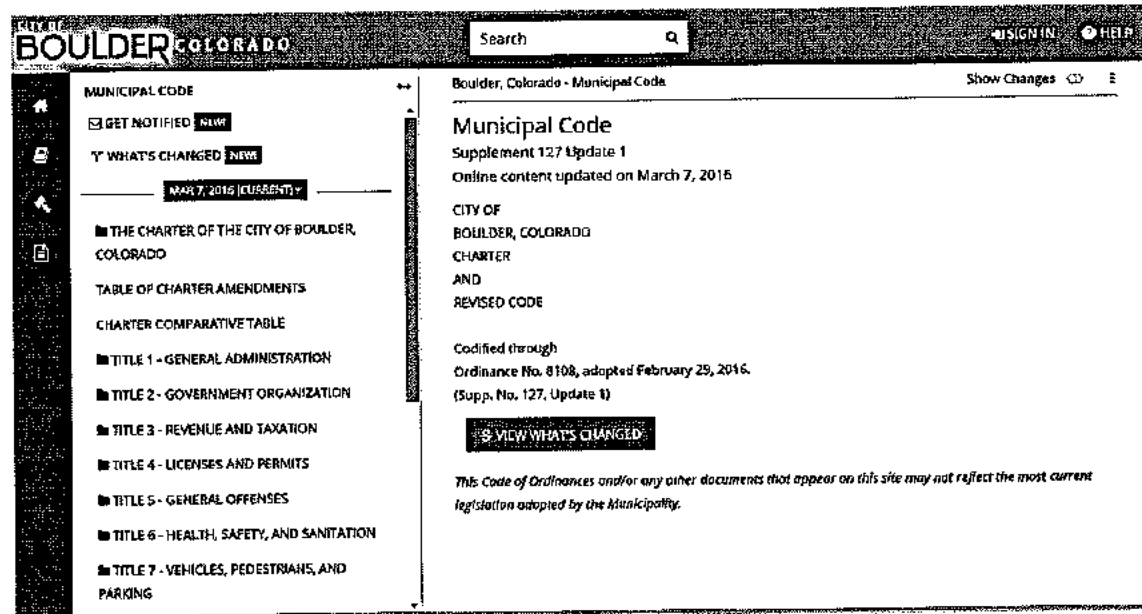 CITY OF
BOULDER COLORADO
Search
SIGN IN
HELP
MUNICIPAL CODE
GET NOTIFIED NEW!
WHAT'S CHANGED NEW!
MAR 7, 2016 (CURRENT)
THE CHARTER OF THE CITY OF BOULDER,
COLORADO
TABLE OF CHARTER AMENDMENTS
CHARTER COMPARATIVE TABLE
TITLE 1 - GENERAL ADMINISTRATION
TITLE 2 - GOVERNMENT ORGANIZATION
TITLE 3 - REVENUE AND TAXATION
TITLE 4 - LICENSES AND PERMITS
TITLE 5 - GENERAL OFFENSES
TITLE 6 - HEALTH, SAFETY, AND SANITATION
TITLE 7 - VEHICLES, PEDESTRIANS, AND
PARKING
Boulder, Colorado - Municipal Code
Show Changes
Municipal Code
Supplement 127 Update 1
Online content updated on March 7, 2016
CITY OF
BOULDER, COLORADO
CHARTER
AND
REVISED CODE
Codified through
Ordinance No. 8108, adopted February 29, 2016.
(Supp. No. 127, Update 1)
VIEW WHAT'S CHANGED
This Code of Ordinances and/or any other documents that appear on this site may not reflect the most current
legislation adopted by the Municipality.